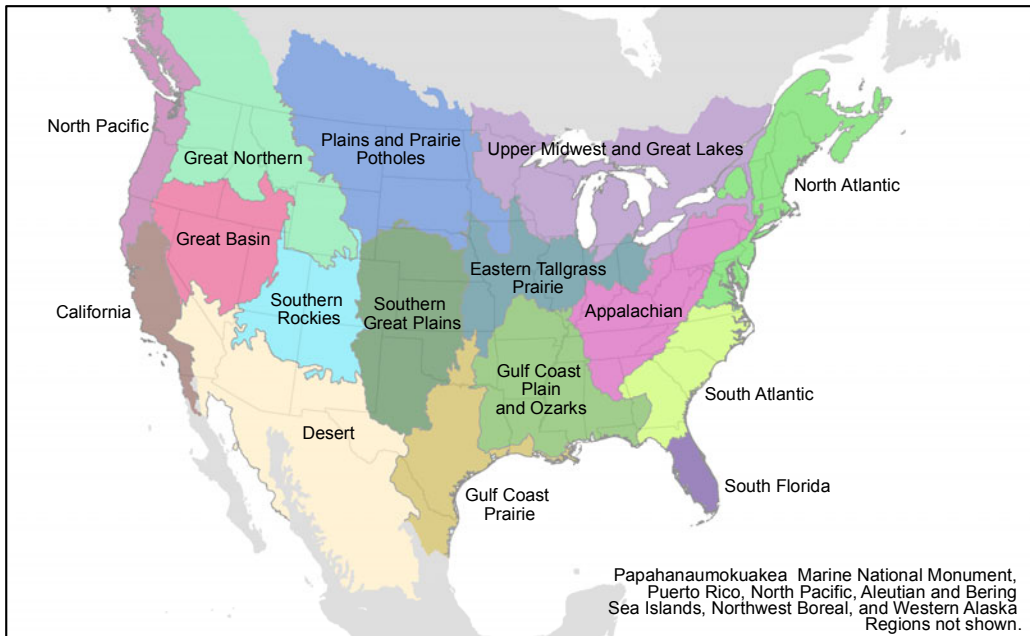 North Pacific
Great Northern
Plains and Prairie
Potholes
Upper Midwest and Great Lakes
North Atlantic
Great Basin
California
Southern
Rockies
Southern
Great Plains
Eastern Tallgrass
Prairie
Appalachian
Gulf Coast
Plain
and Ozarks
South Atlantic
Desert
Gulf Coast
Prairie
South Florida
Papahanaumokuakea Marine National Monument,
Puerto Rico, North Pacific, Aleutian and Bering
Sea Islands, Northwest Boreal, and Western Alaska
Regions not shown.